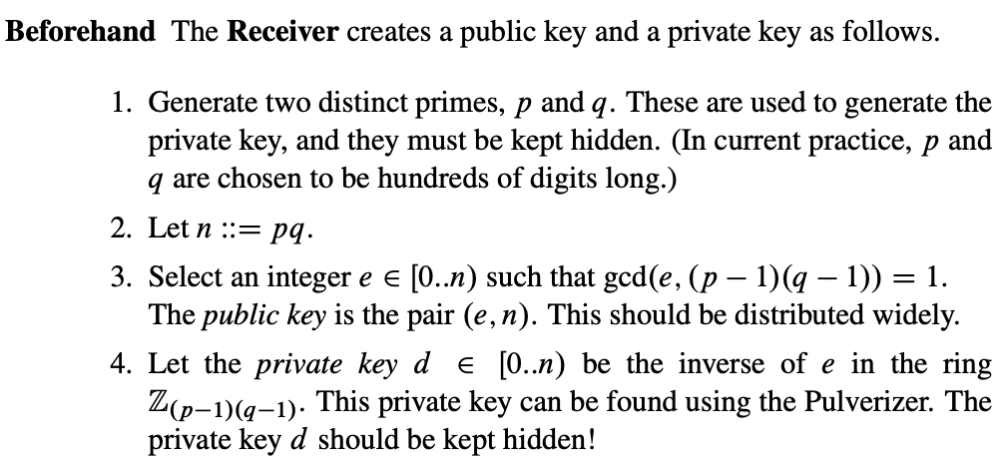 Beforehand The Receiver creates a public key and a private key as follows.
1. Generate two distinct primes, p and q. These are used to generate the
private key, and they must be kept hidden. (In current practice, p and
q are chosen to be hundreds of digits long.)
2. Let n ::= pq.
3. Select an integer e ∈ [0..n) such that gcd(e, (p − 1)(q − 1)) = 1.
The public key is the pair (e, n). This should be distributed widely.
4. Let the private key d ∈ [0..n) be the inverse of e in the ring
ℤ(p−1)(q−1). This private key can be found using the Pulverizer. The
private key d should be kept hidden!